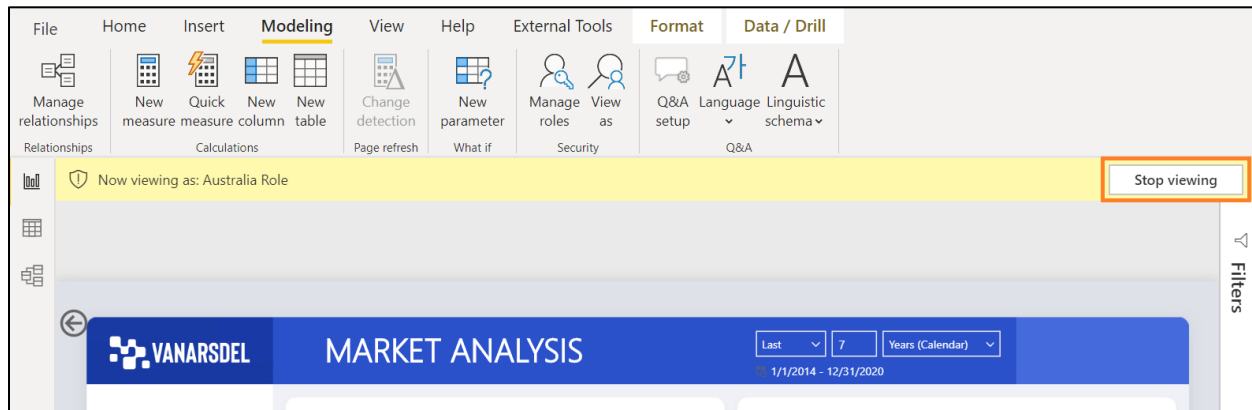 File Home Insert Modeling View Help External Tools Format Data / Drill
Manage relationships
New measure
Quick measure
New column
New table
Change detection
New parameter
Manage roles
View as
Q&A setup
Language
Linguistic schema
Relationships Calculations Page refresh What if Security Q&A
Now viewing as: Australia Role
Stop viewing
Filters
VANARSDEL
MARKET ANALYSIS
Last 7 Years (Calendar)
1/1/2014 - 12/31/2020